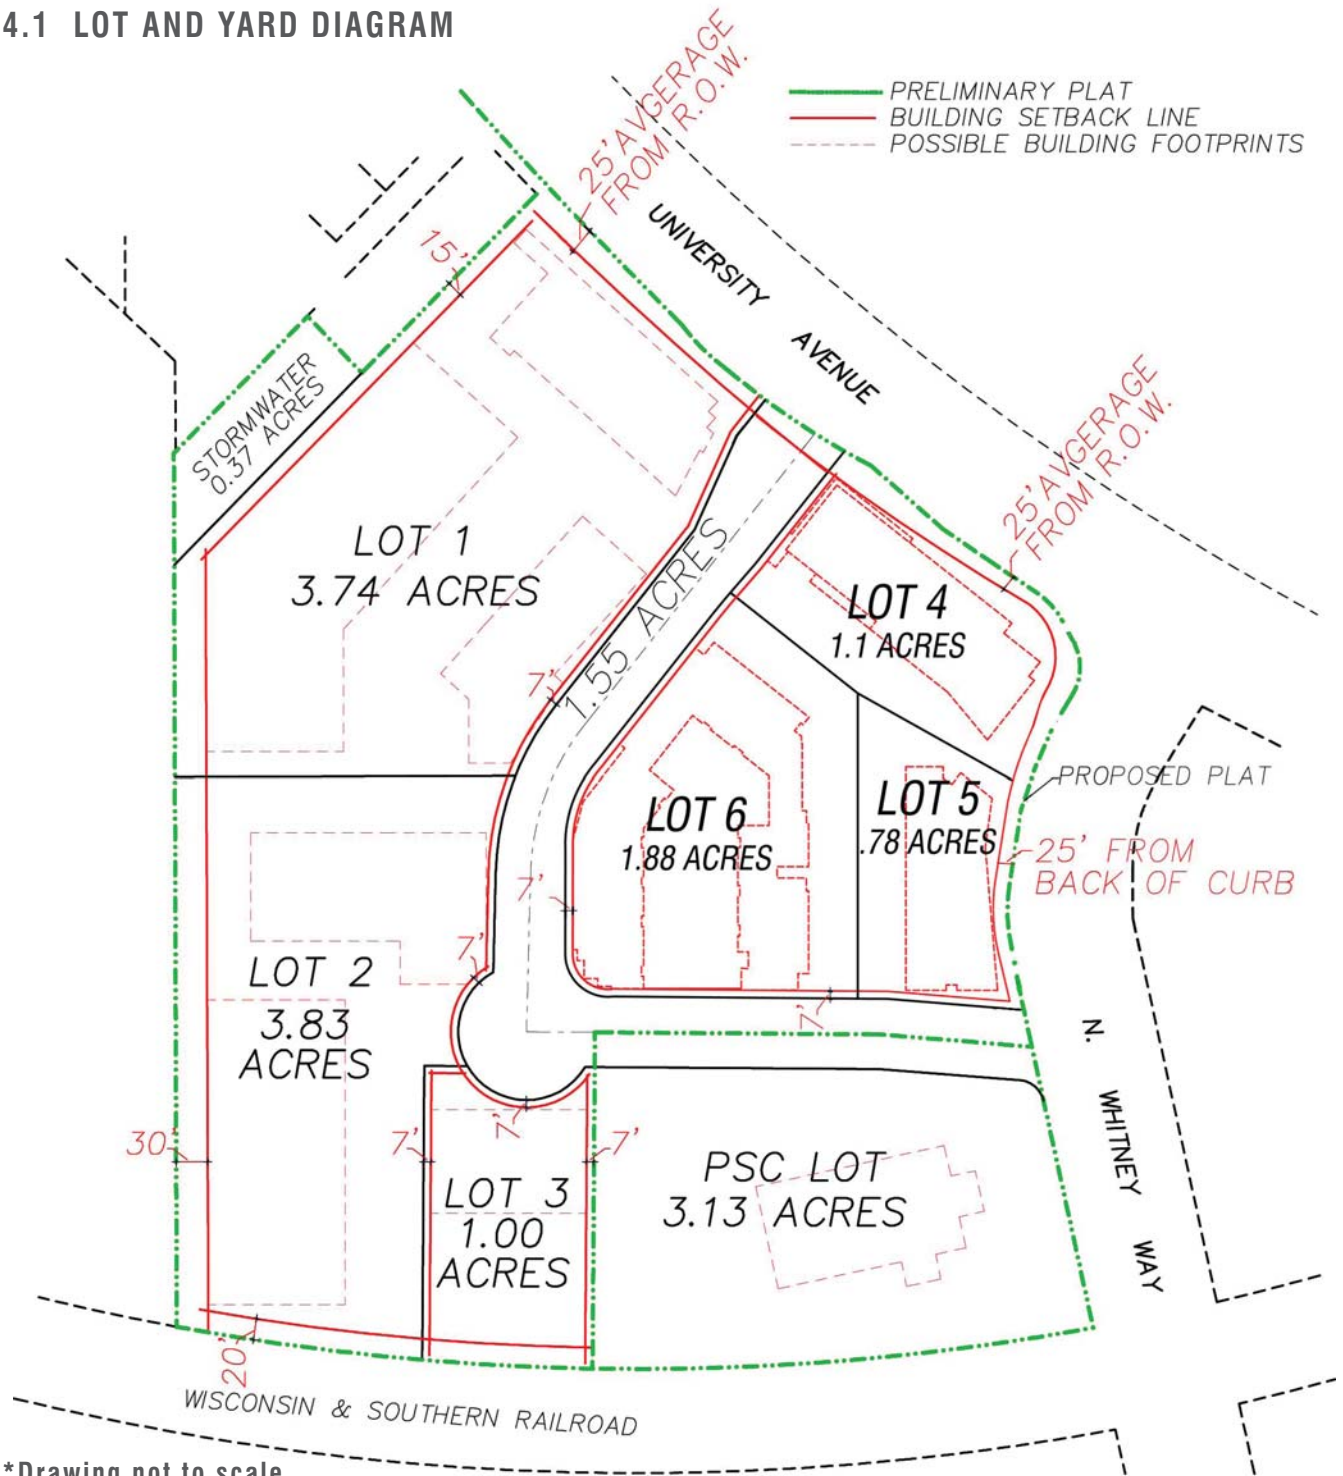 4.1 LOT AND YARD DIAGRAM
PRELIMINARY PLAT
BUILDING SETBACK LINE
POSSIBLE BUILDING FOOTPRINTS
25' AVGERAGE
FROM R.O.W.
UNIVERSITY AVENUE
15'
STORMWATER
0.37 ACRES
25' AVGERAGE
FROM R.O.W.
LOT 1
3.74 ACRES
1.55 ACRES
7'
LOT 4
1.1 ACRES
PROPOSED PLAT
LOT 6
1.88 ACRES
LOT 5
.78 ACRES
25' FROM
BACK OF CURB
7'
7'
LOT 2
3.83
ACRES
7'
N. WHITNEY WAY
30'
7'
7'
7'
LOT 3
1.00
ACRES
PSC LOT
3.13 ACRES
20'
WISCONSIN & SOUTHERN RAILROAD
*Drawing not to scale